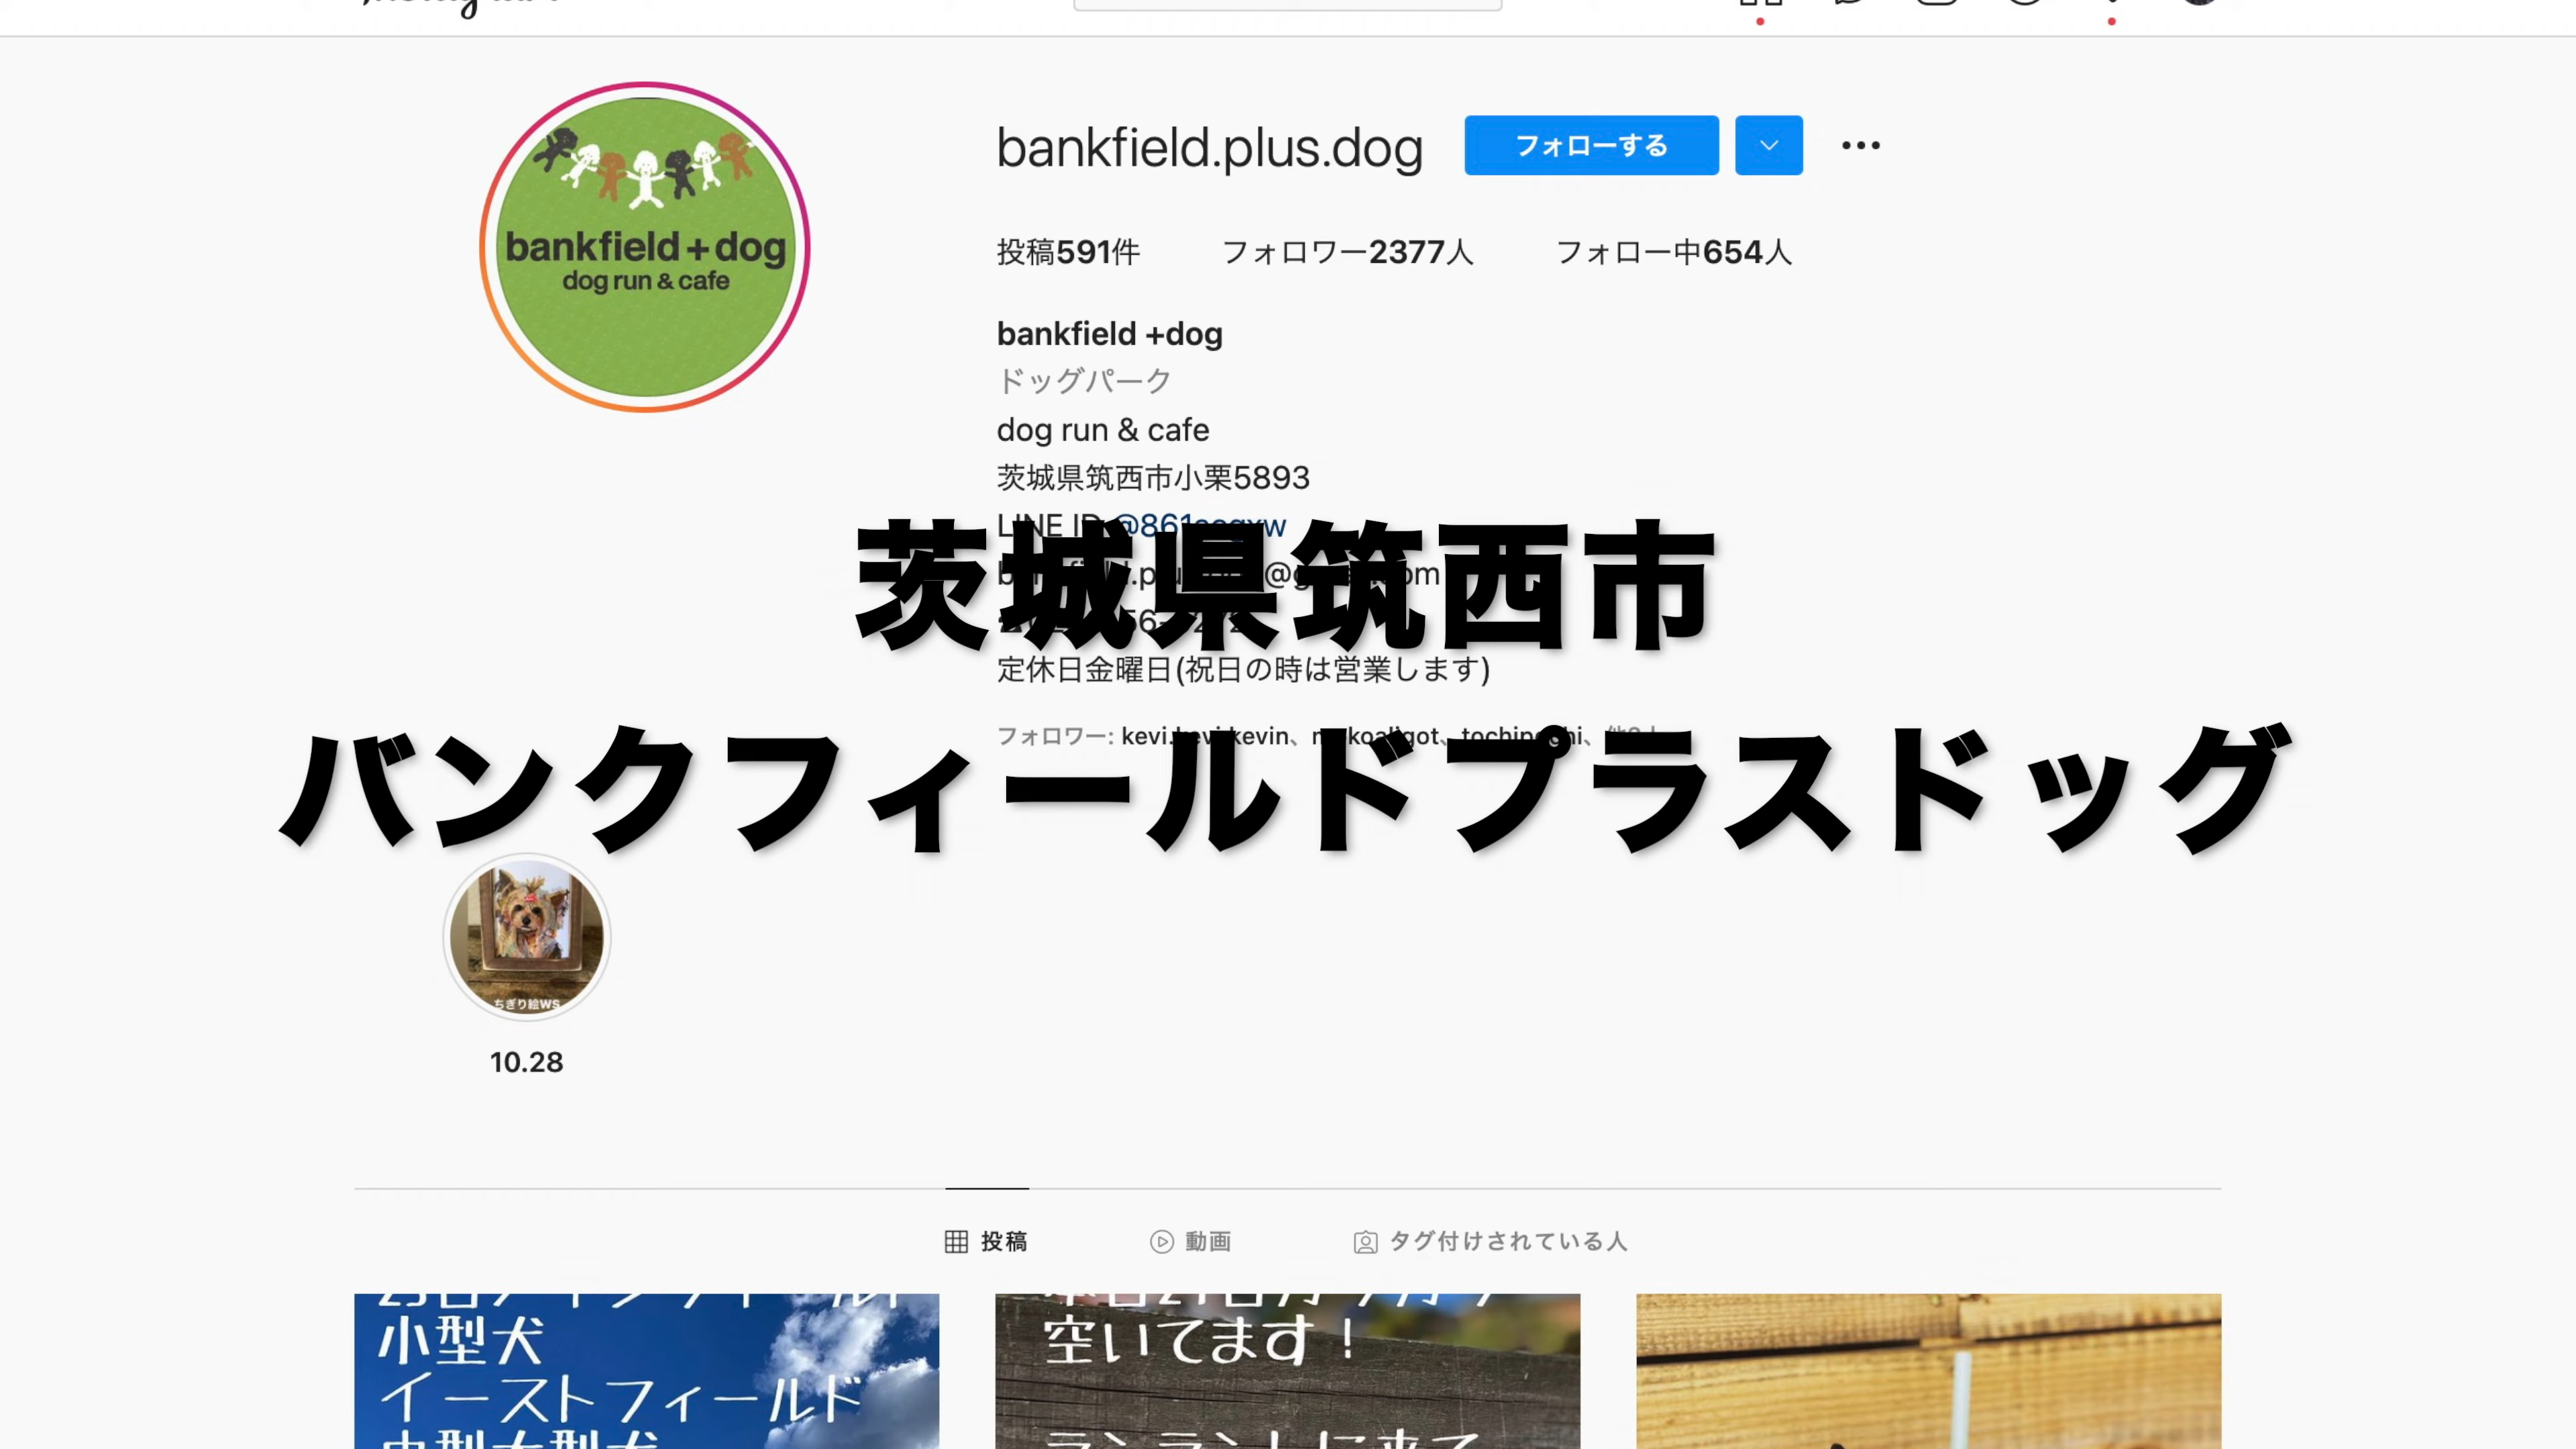 bankfield.plus.dog
フォローする
投稿591件 フォロワー2377人 フォロー中654人
bankfield+dog
dog run & cafe
bankfield +dog
ドッグパーク
dog run & cafe
茨城県筑西市小栗5893
LINE ID
茨城県筑西市
定休日金曜日(祝日の時は営業します)
フォロワー:
バンクフィールドプラスドッグ
ちぎり絵WS
10.28
投稿 動画 タグ付けされている人
小型犬
イーストフィールド
空いてます!